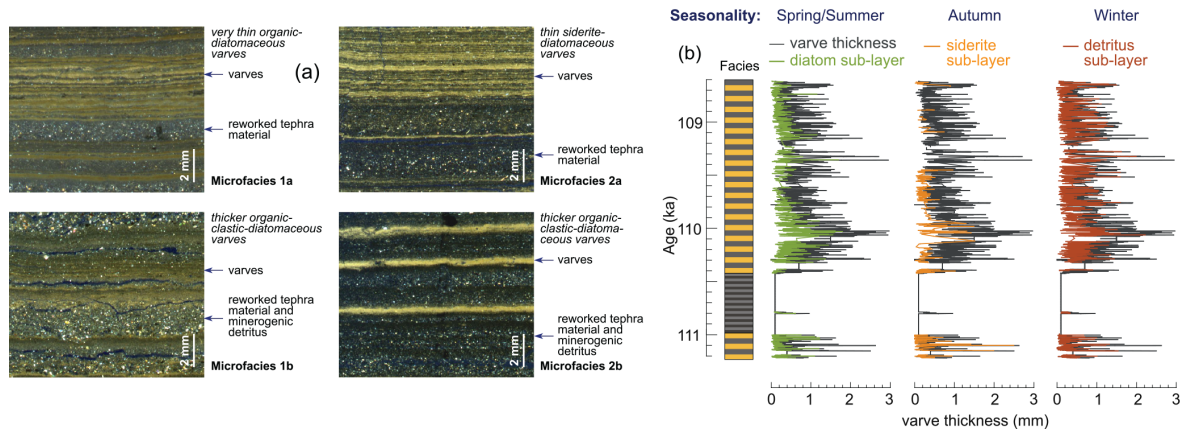 very thin organic-
diatomaceous
varves
(a)
varves
reworked tephra
material
2 mm
Microfacies 1a
thin siderite-
diatomaceous
varves
varves
reworked tephra
material
2 mm
Microfacies 2a
thicker organic-
clastic-diatomaceous
varves
varves
reworked tephra
material and
minerogenic
detritus
2 mm
Microfacies 1b
thicker organic-
clastic-diatoma-
ceous varves
varves
reworked tephra
material and
minerogenic
detritus
2 mm
Microfacies 2b
Seasonality: Spring/Summer Autumn Winter
(b)
varve thickness
diatom sub-layer
siderite
sub-layer
detritus
sub-layer
Facies
Age (ka)
109
110
111
0 1 2 3
0 1 2 3
0 1 2 3
varve thickness (mm)